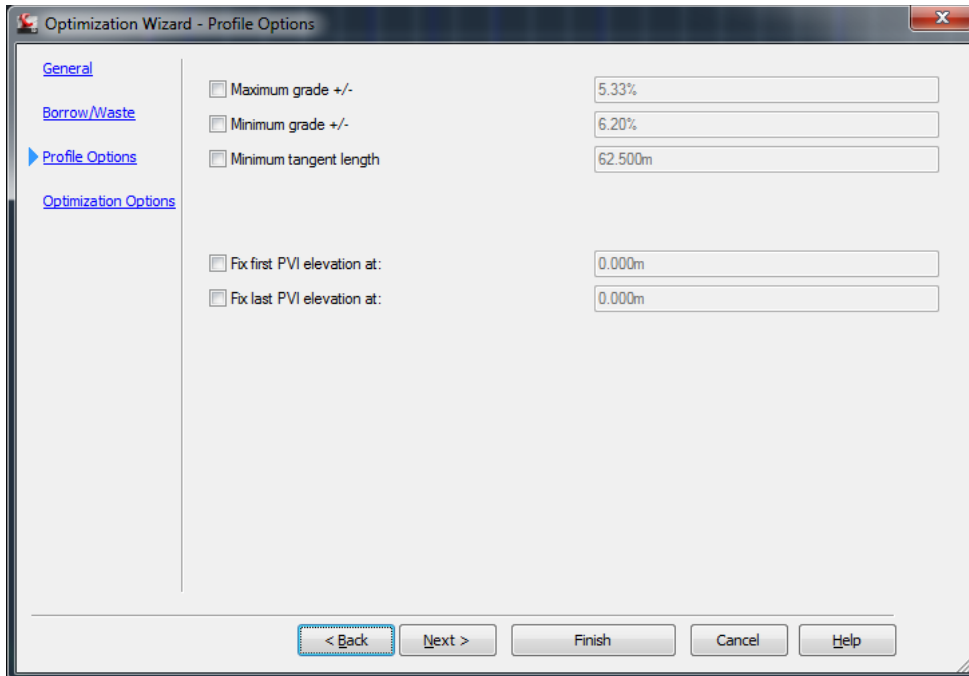 Optimization Wizard - Profile Options
General
Borrow/Waste
Profile Options
Optimization Options
Maximum grade +/- 5.33%
Minimum grade +/- 6.20%
Minimum tangent length 62.500m
Fix first PVI elevation at: 0.000m
Fix last PVI elevation at: 0.000m
< Back Next > Finish Cancel Help